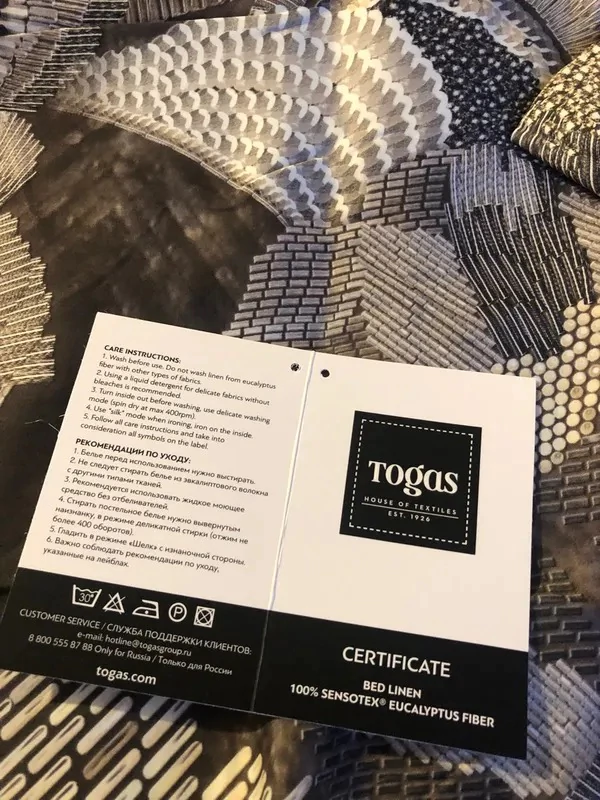 CARE INSTRUCTIONS:
1. Wash before use. Do not wash linen from eucalyptus
fiber with other types of fabrics.
2. Using a liquid detergent for delicate fabrics without
bleaches is recommended.
3. Turn inside out before washing, use delicate washing
mode (spin dry at max 400rpm).
4. Use "silk" mode when ironing, iron on the inside.
5. Follow all care instructions and take into
consideration all symbols on the label.
РЕКОМЕНДАЦИИ ПО УХОДУ:
1. Белье перед использованием нужно выстирать.
2. Не следует стирать белье из эвкалиптового волокна
с другими типами тканей.
3. Рекомендуется использовать жидкое моющее
средство без отбеливателей.
4. Стирать постельное белье нужно вывернутым
наизнанку, в режиме деликатной стирки (отжим не
более 400 оборотов).
5. Гладить в режиме «Шелк» с изнаночной стороны.
6. Важно соблюдать рекомендации по уходу,
указанные на лейблах.
30°
P
CUSTOMER SERVICE / СЛУЖБА ПОДДЕРЖКИ КЛИЕНТОВ:
e-mail: hotline@togasgroup.ru
8 800 555 87 88 Only for Russia / Только для России
togas.com
Togas
HOUSE OF TEXTILES
EST. 1926
CERTIFICATE
BED LINEN
100% SENSOTEX® EUCALYPTUS FIBER